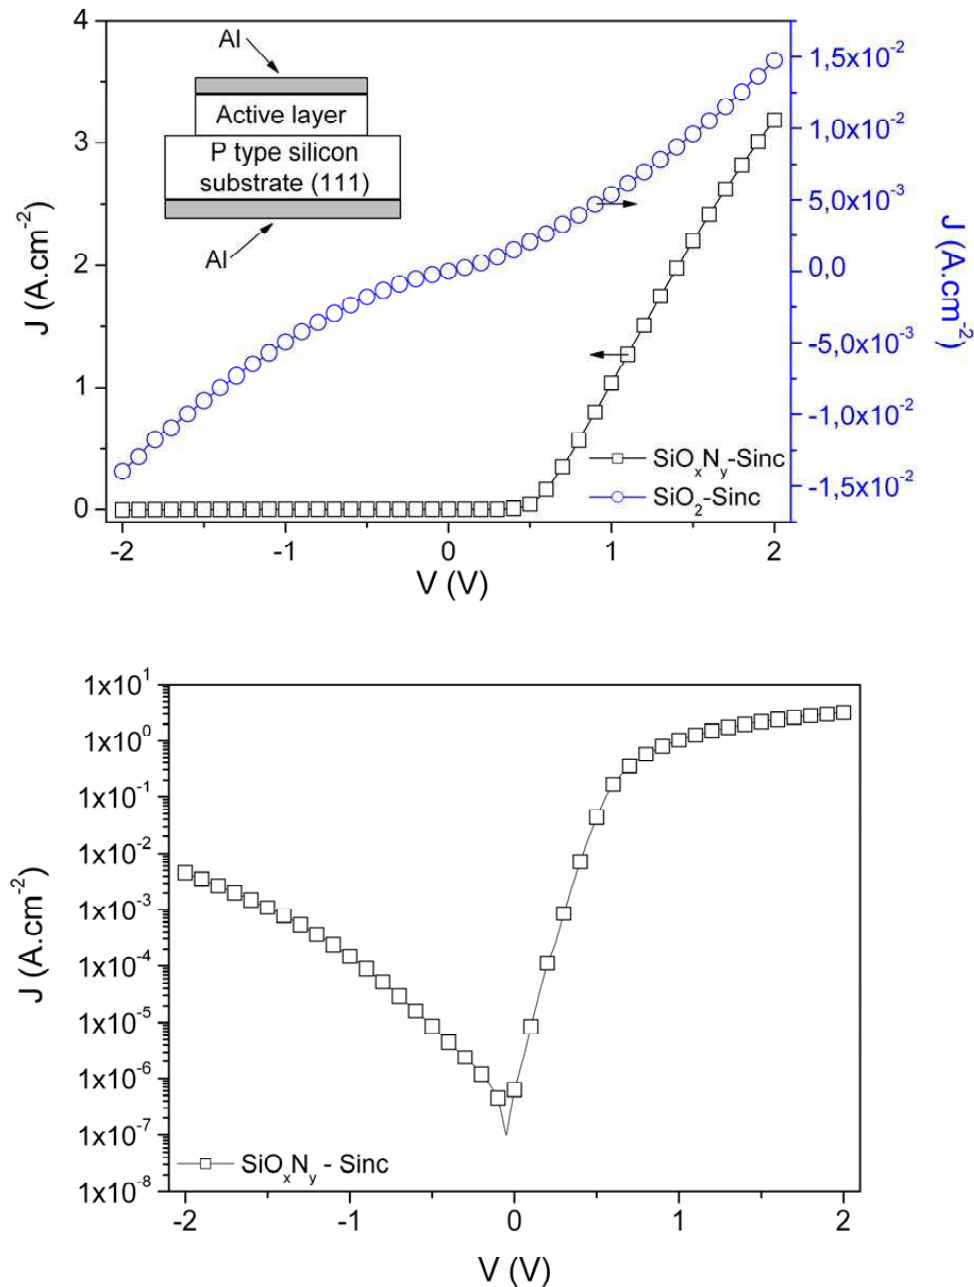 Al
Active layer
P type silicon
substrate (111)
Al
4
3
2
1
0
J (A.cm⁻²)
1,5x10⁻²
1,0x10⁻²
5,0x10⁻³
0,0
-5,0x10⁻³
-1,0x10⁻²
-1,5x10⁻²
J (A.cm⁻²)
SiOₓNᵧ-Sinc
SiO₂-Sinc
-2 -1 0 1 2
V (V)
1x10¹
1x10⁰
1x10⁻¹
1x10⁻²
1x10⁻³
1x10⁻⁴
1x10⁻⁵
1x10⁻⁶
1x10⁻⁷
1x10⁻⁸
J (A.cm⁻²)
SiOₓNᵧ - Sinc
-2 -1 0 1 2
V (V)